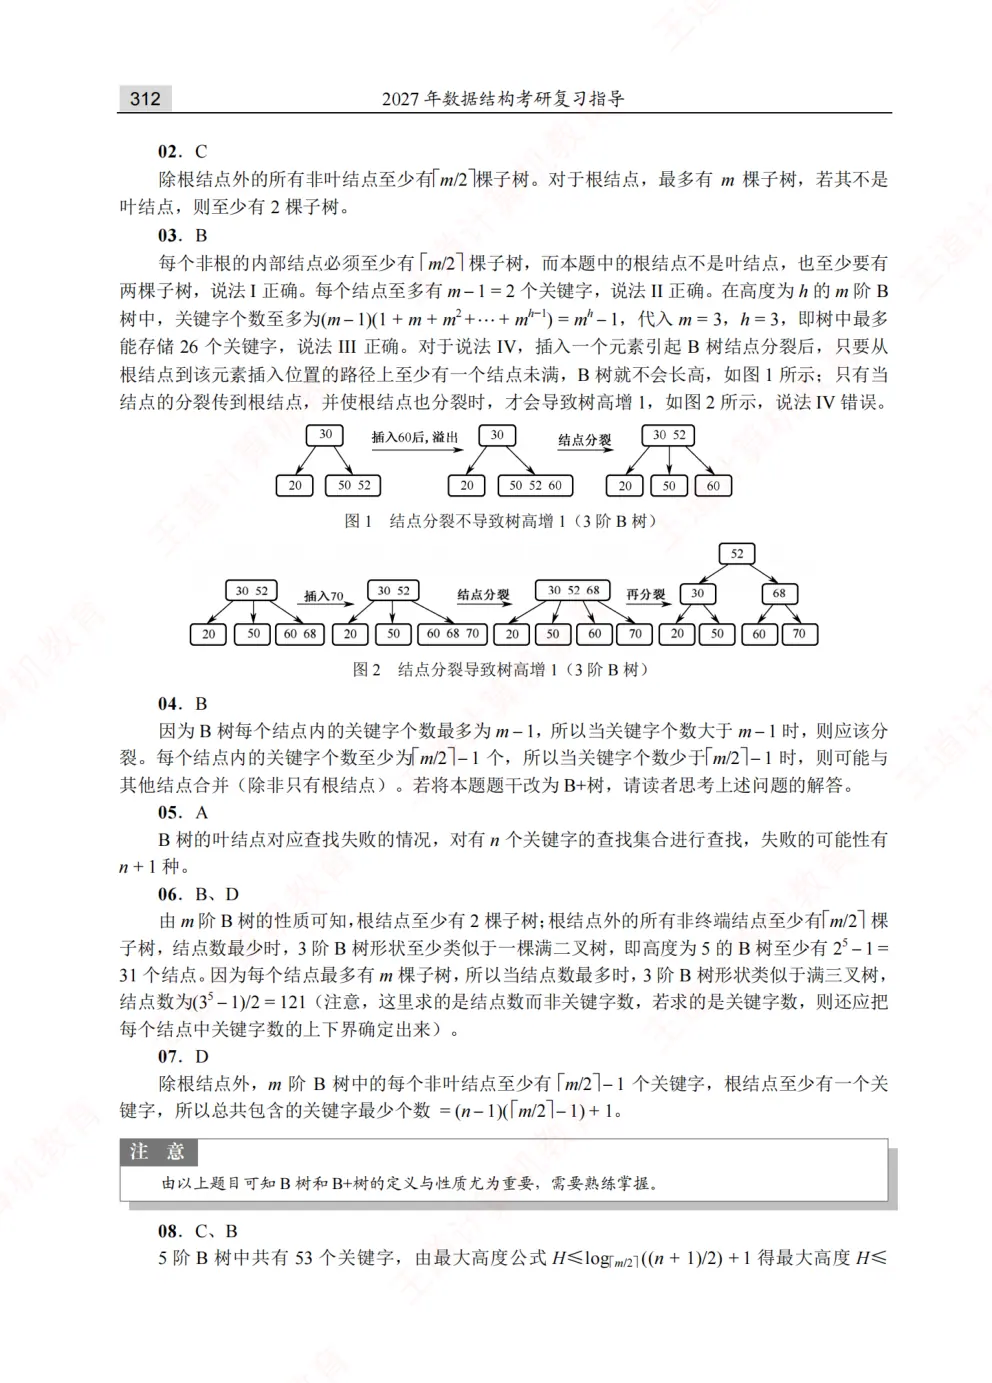 312
2027 年数据结构考研复习指导
02．C
除根结点外的所有非叶结点至少有⌈m/2⌉棵子树。对于根结点，最多有 m 棵子树，若其不是
叶结点，则至少有 2 棵子树。
03．B
每个非根的内部结点必须至少有⌈m/2⌉棵子树，而本题中的根结点不是叶结点，也至少要有
两棵子树，说法 I 正确。每个结点至多有 m – 1 = 2 个关键字，说法 II 正确。在高度为 h 的 m 阶 B
树中，关键字个数至多为(m – 1)(1 + m + m² + ⋯ + mʰ⁻¹) = mʰ – 1，代入 m = 3，h = 3，即树中最多
能存储 26 个关键字，说法 III 正确。对于说法 IV，插入一个元素引起 B 树结点分裂后，只要从
根结点到该元素插入位置的路径上至少有一个结点未满，B 树就不会长高，如图 1 所示；只有当
结点的分裂传到根结点，并使根结点也分裂时，才会导致树高增 1，如图 2 所示，说法 IV 错误。
30 插入60后,溢出 30 结点分裂 30 52
20 50 52 20 50 52 60 20 50 60
图 1 结点分裂不导致树高增 1（3 阶 B 树）
52
30 52 插入70 30 52 结点分裂 30 52 68 再分裂 30 68
20 50 60 68 20 50 60 68 70 20 50 60 70 20 50 60 70
图 2 结点分裂导致树高增 1（3 阶 B 树）
04．B
因为 B 树每个结点内的关键字个数最多为 m – 1，所以当关键字个数大于 m – 1 时，则应该分
裂。每个结点内的关键字个数至少为⌈m/2⌉– 1 个，所以当关键字个数少于⌈m/2⌉– 1 时，则可能与
其他结点合并（除非只有根结点）。若将本题题干改为 B+树，请读者思考上述问题的解答。
05．A
B 树的叶结点对应查找失败的情况，对有 n 个关键字的查找集合进行查找，失败的可能性有
n + 1 种。
06．B、D
由 m 阶 B 树的性质可知，根结点至少有 2 棵子树；根结点外的所有非终端结点至少有⌈m/2⌉棵
子树，结点数最少时，3 阶 B 树形状至少类似于一棵满二叉树，即高度为 5 的 B 树至少有 2⁵ – 1 =
31 个结点。因为每个结点最多有 m 棵子树，所以当结点数最多时，3 阶 B 树形状类似于满三叉树，
结点数为(3⁵ – 1)/2 = 121（注意，这里求的是结点数而非关键字数，若求的是关键字数，则还应把
每个结点中关键字数的上下界确定出来）。
07．D
除根结点外，m 阶 B 树中的每个非叶结点至少有⌈m/2⌉– 1 个关键字，根结点至少有一个关
键字，所以总共包含的关键字最少个数 = (n – 1)(⌈m/2⌉– 1) + 1。
注 意
由以上题目可知 B 树和 B+树的定义与性质尤为重要，需要熟练掌握。
08．C、B
5 阶 B 树中共有 53 个关键字，由最大高度公式 H≤log⌈m/2⌉((n + 1)/2) + 1 得最大高度 H≤